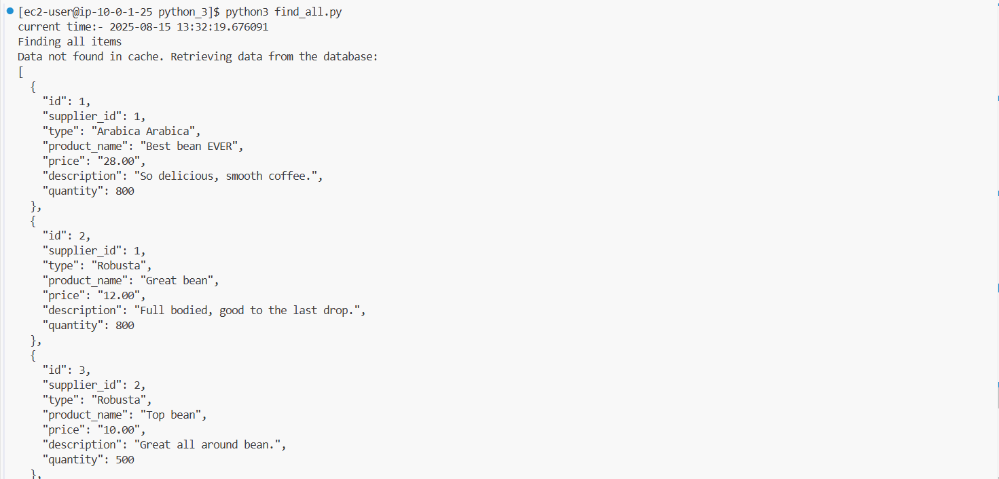 [ec2-user@ip-10-0-1-25 python_3]$ python3 find_all.py
current time:- 2025-08-15 13:32:19.676091
Finding all items
Data not found in cache. Retrieving data from the database:
[
  {
    "id": 1,
    "supplier_id": 1,
    "type": "Arabica Arabica",
    "product_name": "Best bean EVER",
    "price": "28.00",
    "description": "So delicious, smooth coffee.",
    "quantity": 800
  },
  {
    "id": 2,
    "supplier_id": 1,
    "type": "Robusta",
    "product_name": "Great bean",
    "price": "12.00",
    "description": "Full bodied, good to the last drop.",
    "quantity": 800
  },
  {
    "id": 3,
    "supplier_id": 2,
    "type": "Robusta",
    "product_name": "Top bean",
    "price": "10.00",
    "description": "Great all around bean.",
    "quantity": 500
  },